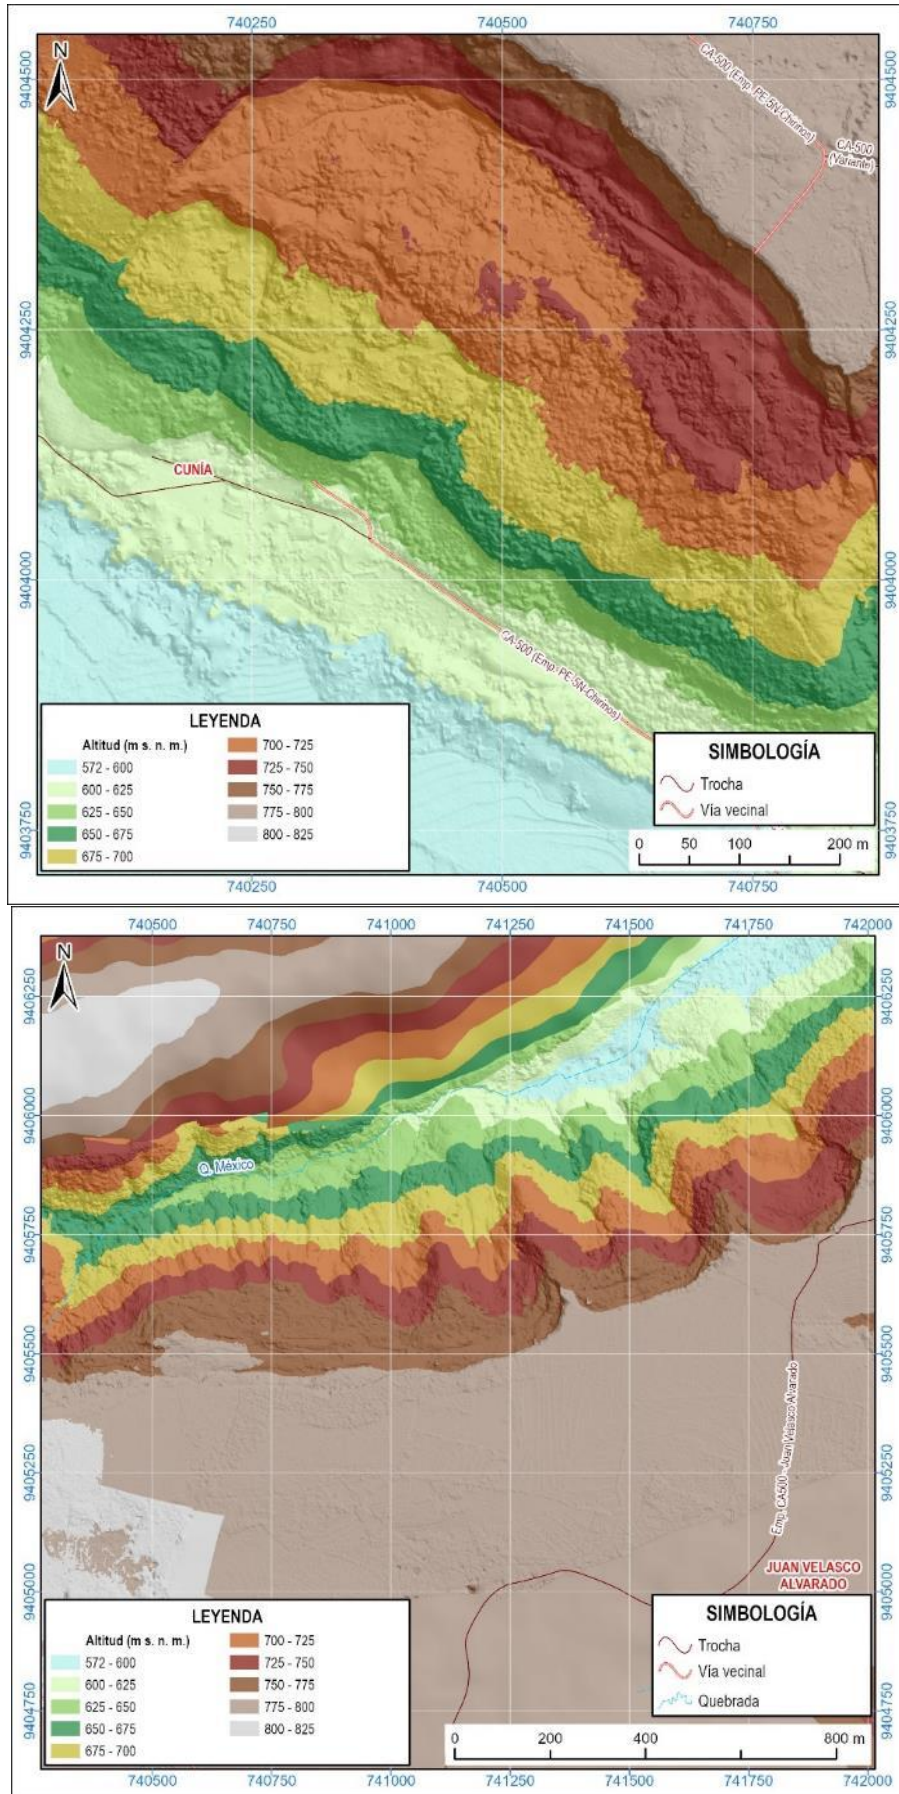 740250 740500 740750
N
9404500
9404500
CA-500 (Emp. PE-5N-Chirinos)
CA-500
(Variante)
9404250
9404250
CUNÍA
9404000
9404000
CA-500 (Emp. PE-5N-Chirinos)
LEYENDA
Altitud (m s. n. m.)
572 - 600
600 - 625
625 - 650
650 - 675
675 - 700
700 - 725
725 - 750
750 - 775
775 - 800
800 - 825
SIMBOLOGÍA
Trocha
Vía vecinal
9403750
9403750
0 50 100 200 m
740250 740500 740750
740500 740750 741000 741250 741500 741750 742000
N
9406250
9406250
9406000
9406000
Q. México
9405750
9405750
9405500
9405500
Emp. CA500 - Juan Velasco Alvarado
9405250
9405250
JUAN VELASCO
ALVARADO
9405000
9405000
LEYENDA
Altitud (m s. n. m.)
572 - 600
600 - 625
625 - 650
650 - 675
675 - 700
700 - 725
725 - 750
750 - 775
775 - 800
800 - 825
SIMBOLOGÍA
Trocha
Vía vecinal
Quebrada
9404750
9404750
0 200 400 800 m
740500 740750 741000 741250 741500 741750 742000